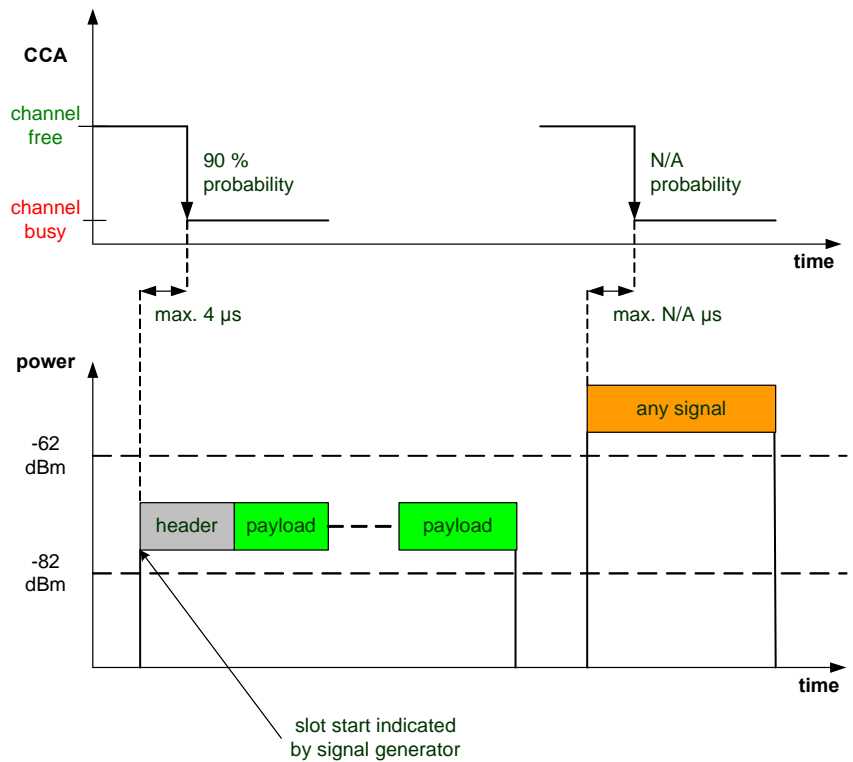 CCA
channel
free
90 %
probability
N/A
probability
channel
busy
time
max. 4 µs
max. N/A µs
power
any signal
-62
dBm
header
payload
payload
-82
dBm
time
slot start indicated
by signal generator